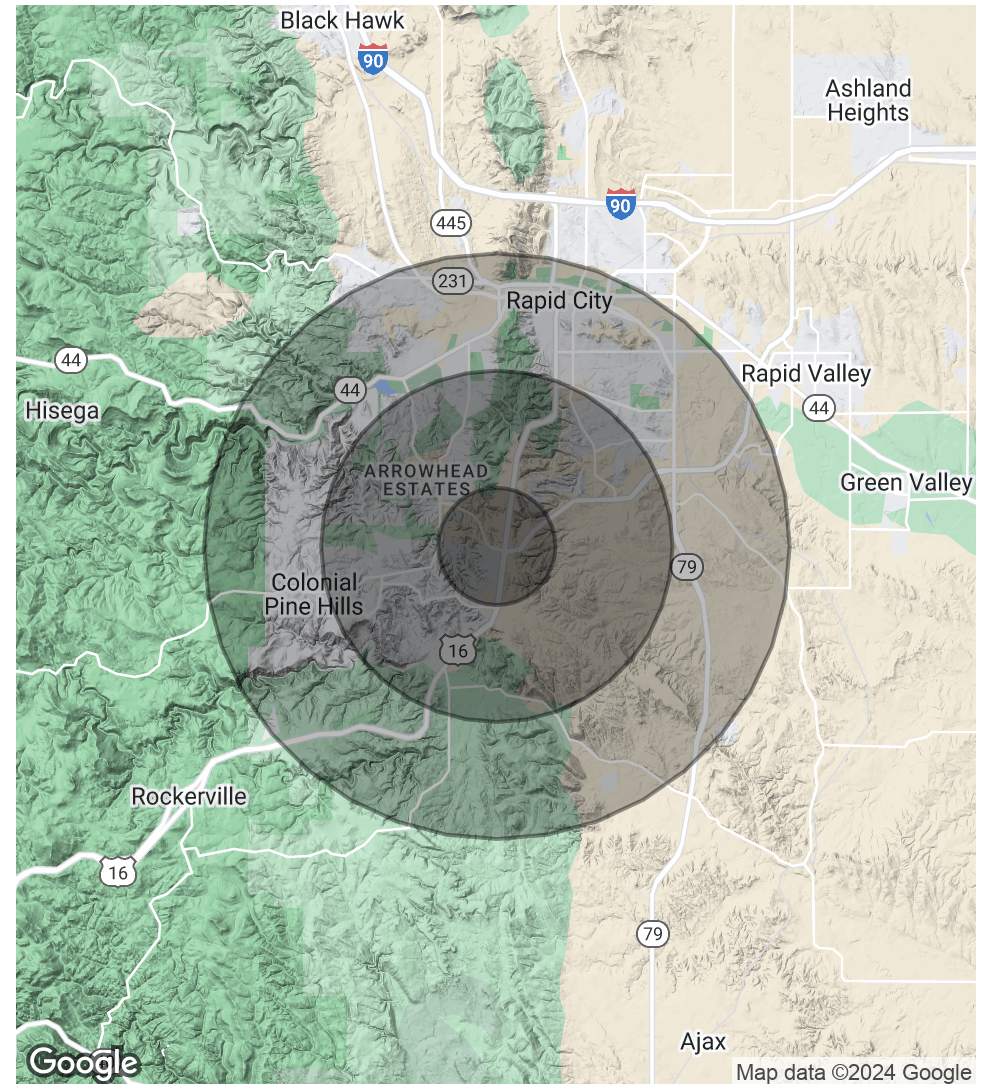 Black Hawk
90
Ashland
Heights
90
445
231
Rapid City
44
Rapid Valley
44
44
Hisega
ARROWHEAD
ESTATES
Green Valley
79
Colonial
Pine Hills
16
Rockerville
16
79
Ajax
Google
Map data ©2024 Google